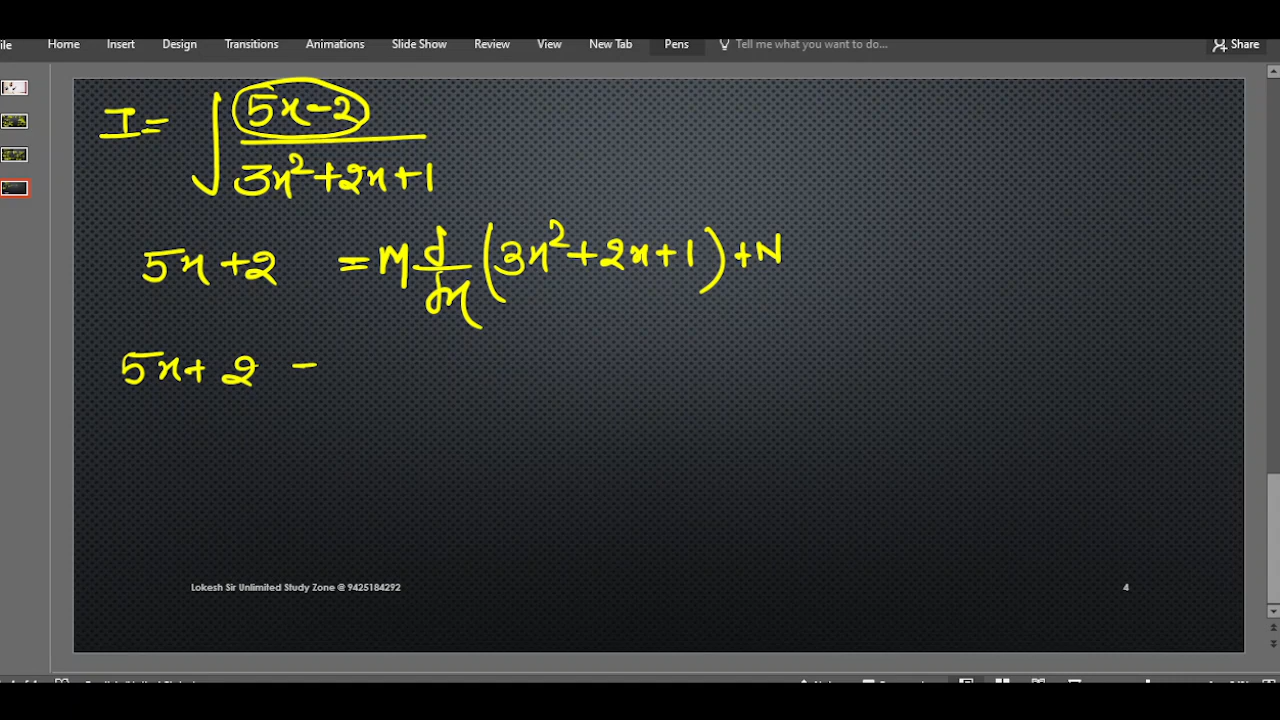 File Home Insert Design Transitions Animations Slide Show Review View New Tab Pens Tell me what you want to do... Share
I = ∫ (5x-2)/(3x²+2x+1)
5x+2 = M d/dx (3x²+2x+1) + N
5x+2 =
Lokesh Sir Unlimited Study Zone @ 9425184292 4